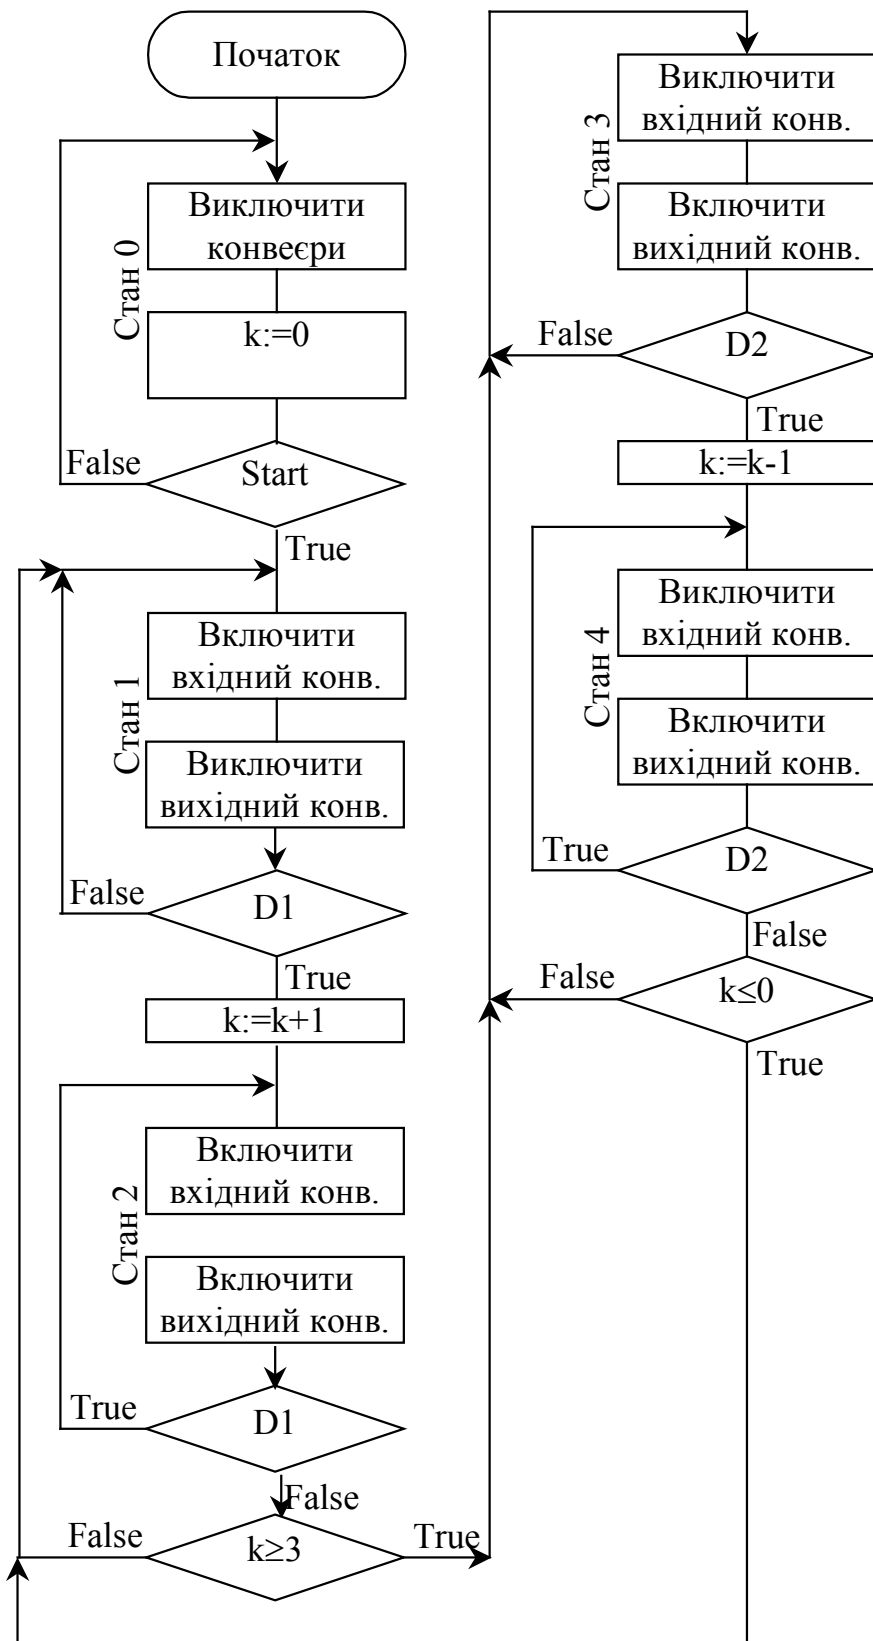 Початок
Стан 0
Виключити
конвеєри
k:=0
Start
False
True
Стан 1
Включити
вхідний конв.
Виключити
вихідний конв.
D1
False
True
k:=k+1
Стан 2
Включити
вхідний конв.
Включити
вихідний конв.
D1
True
False
k≥3
False
True
Стан 3
Виключити
вхідний конв.
Включити
вихідний конв.
D2
False
True
k:=k-1
Стан 4
Виключити
вхідний конв.
Включити
вихідний конв.
D2
True
False
k≤0
False
True